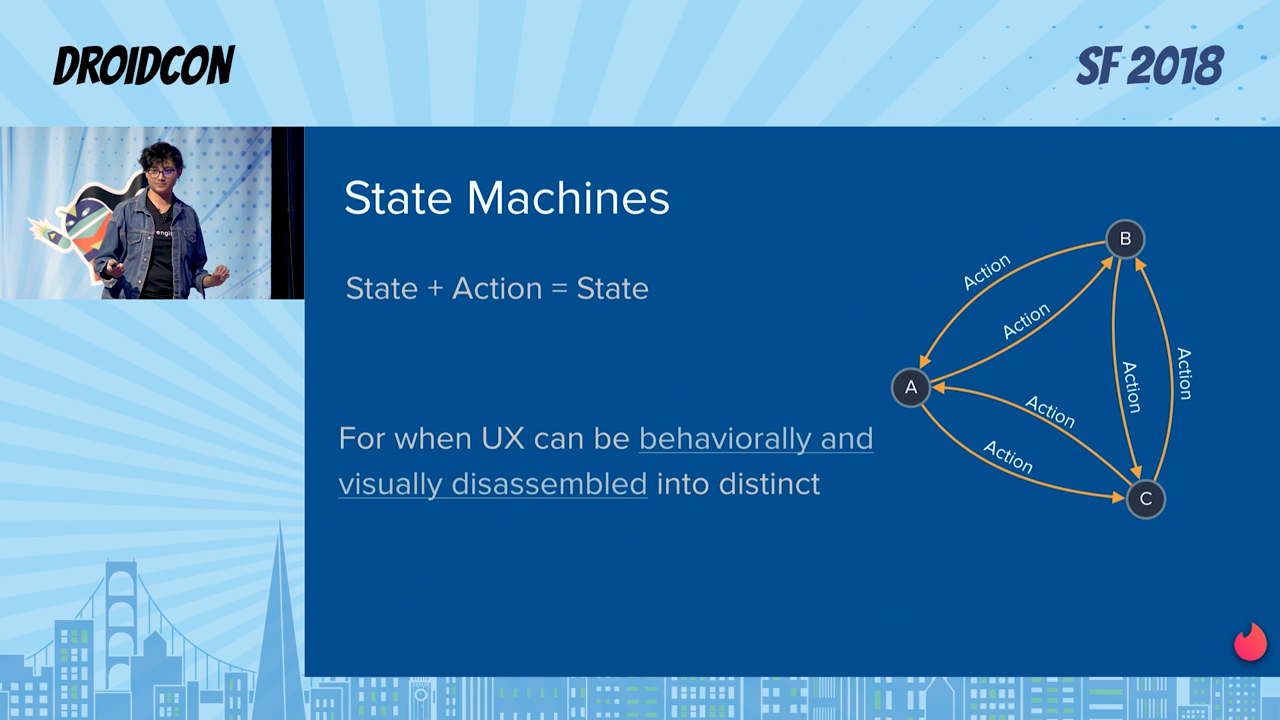 DROIDCON
SF 2018
State Machines
State + Action = State
For when UX can be behaviorally and
visually disassembled into distinct
B
Action
Action
Action
Action
A
Action
Action
C